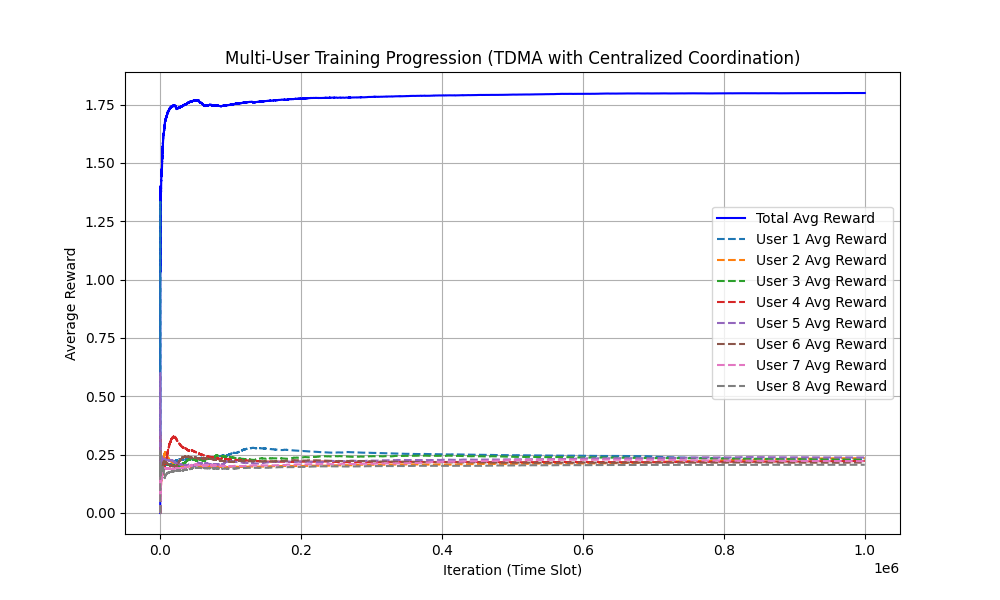 Multi-User Training Progression (TDMA with Centralized Coordination)
Average Reward
1.75
1.50
1.25
1.00
0.75
0.50
0.25
0.00
Total Avg Reward
User 1 Avg Reward
User 2 Avg Reward
User 3 Avg Reward
User 4 Avg Reward
User 5 Avg Reward
User 6 Avg Reward
User 7 Avg Reward
User 8 Avg Reward
0.0 0.2 0.4 0.6 0.8 1.0
1e6
Iteration (Time Slot)